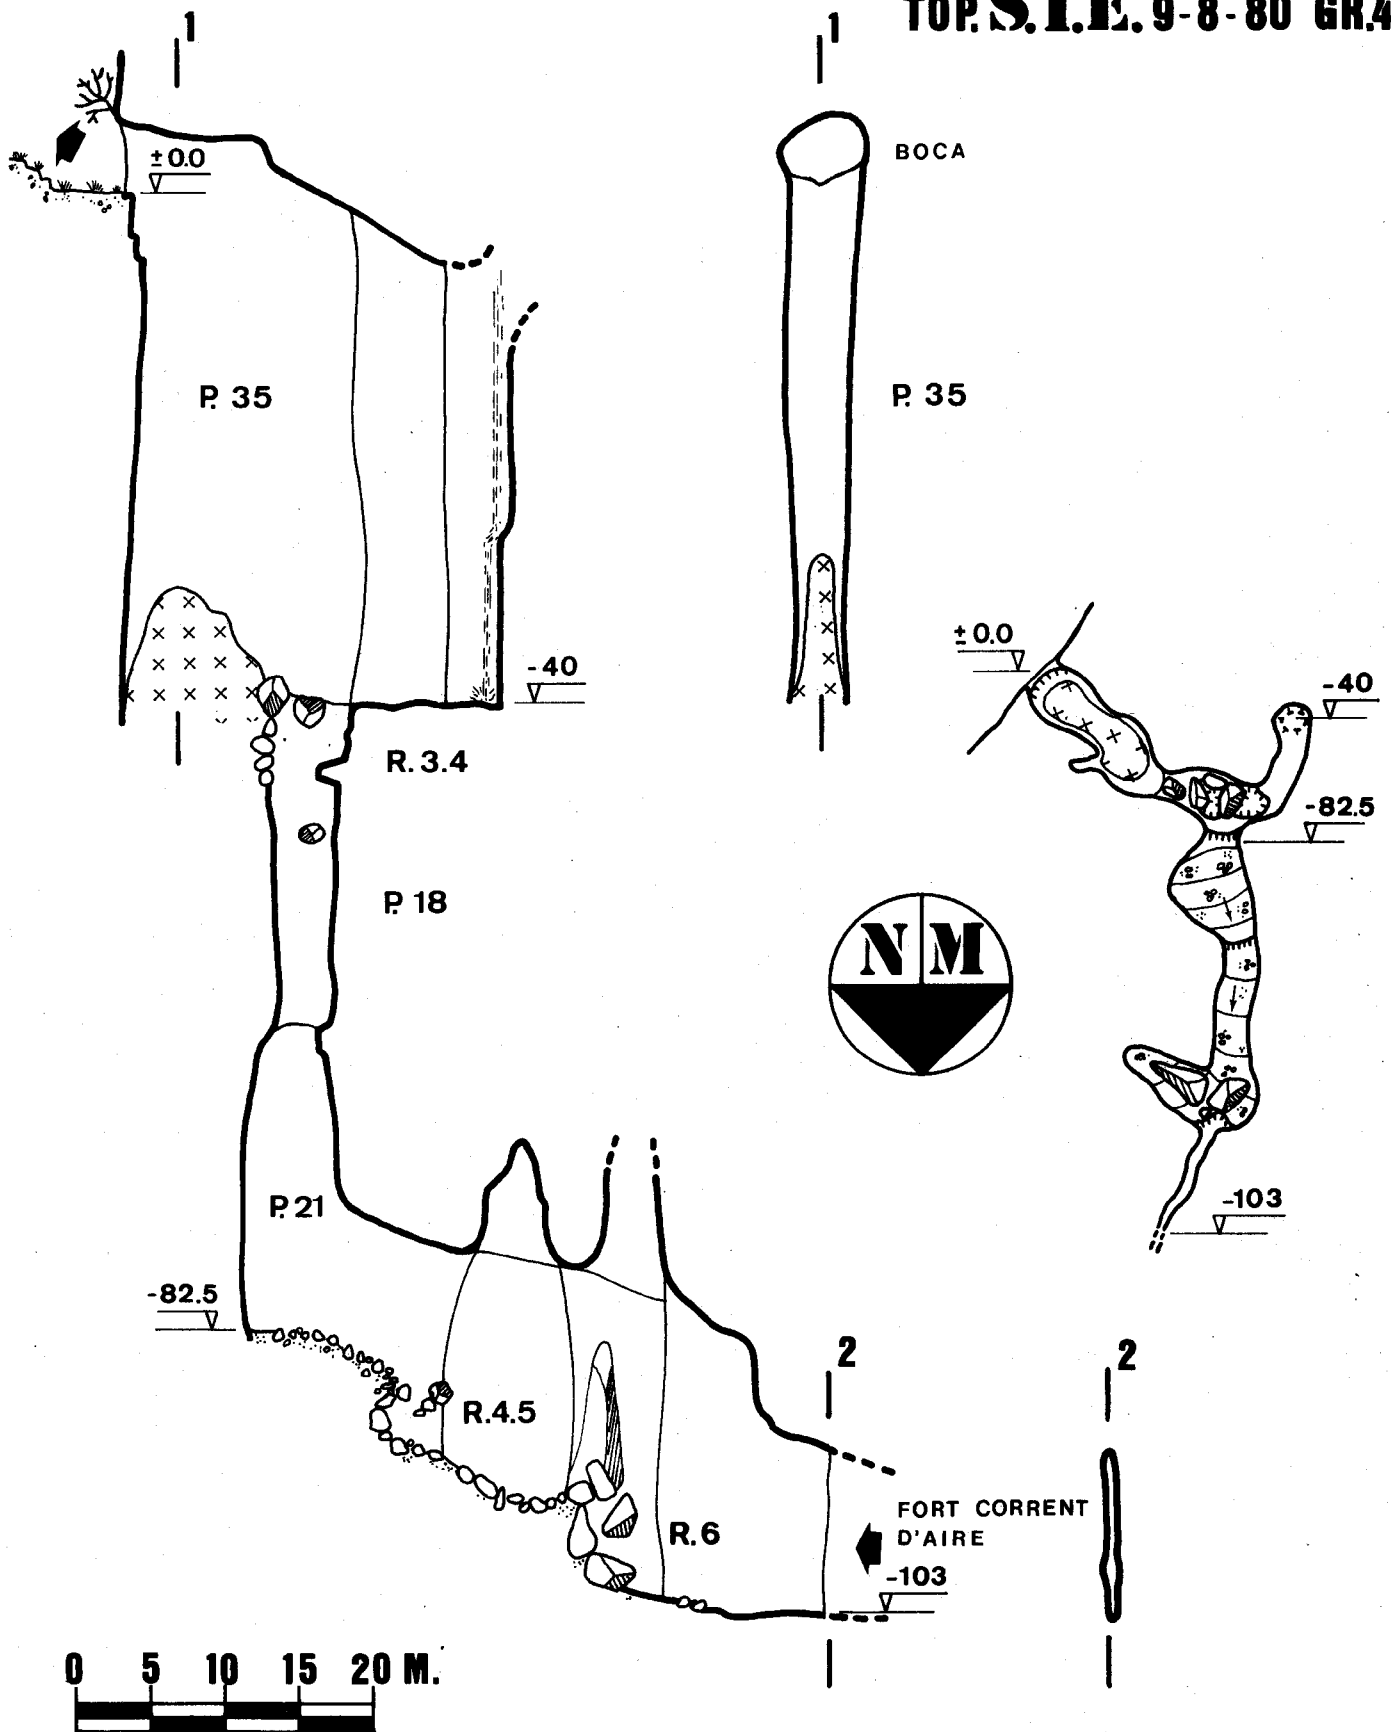 TOP. S.I.E. 9-8-80 GR.4
1
1
BOCA
±0.0
P. 35
P. 35
±0.0
-40
-40
R.3.4
-82.5
P. 18
N M
P. 21
-103
-82.5
2
2
R.4.5
FORT CORRENT
D'AIRE
R.6
-103
0 5 10 15 20 M.